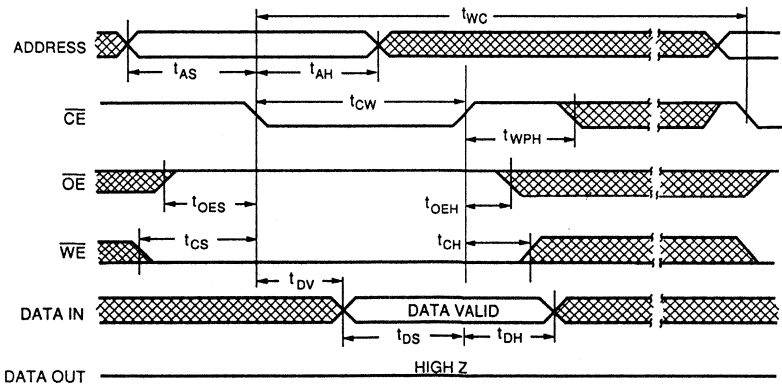 tWC
ADDRESS
tAS
tAH
CE
tCW
tWPH
OE
tOES
tOEH
WE
tCS
tCH
tDV
DATA IN
DATA VALID
tDS
tDH
DATA OUT
HIGH Z